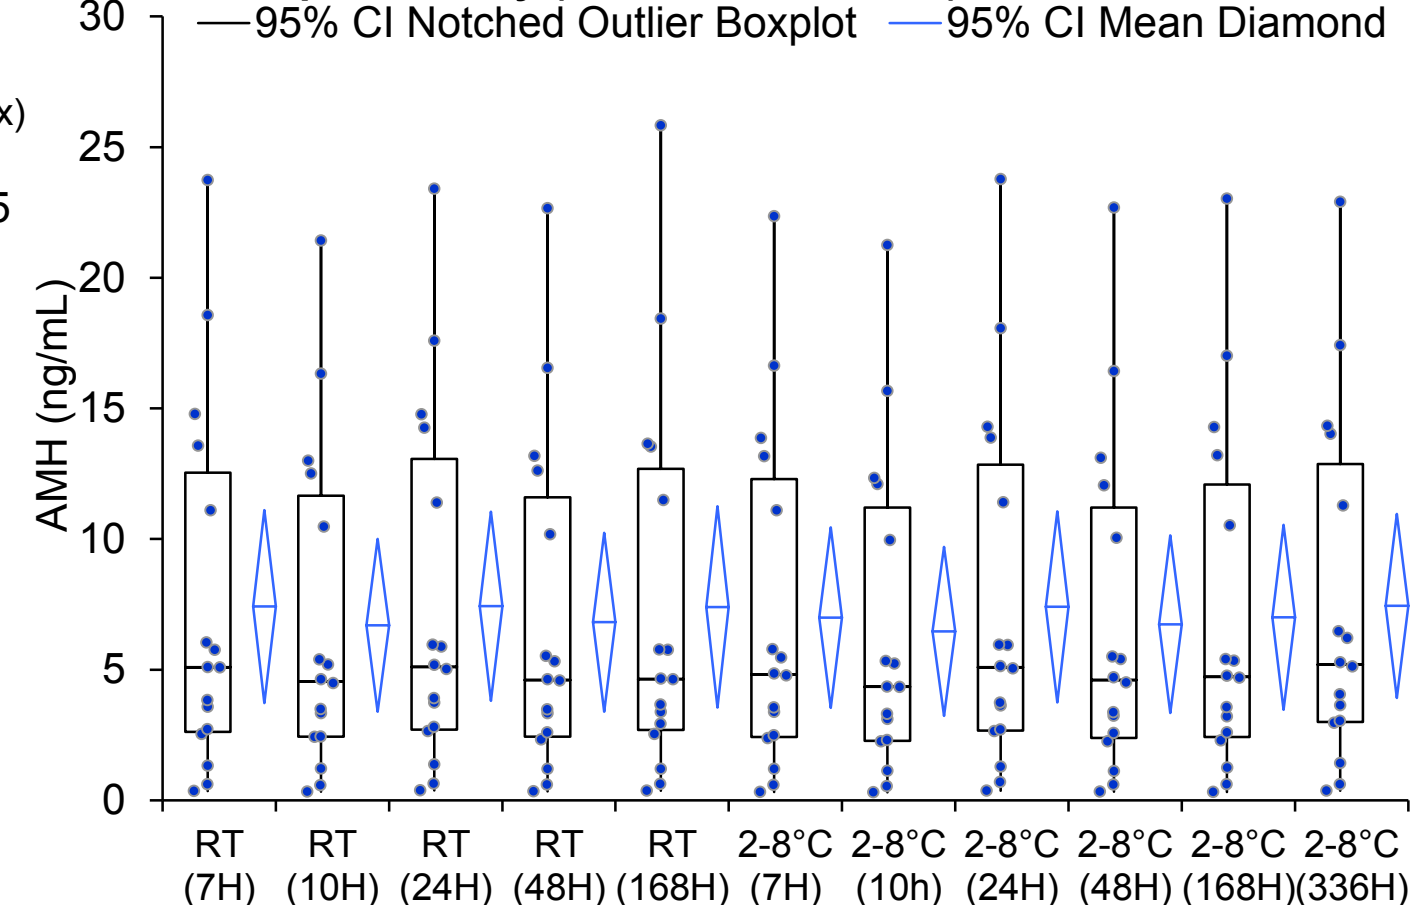 30
95% CI Notched Outlier Boxplot
95% CI Mean Diamond
x)
25
5
20
AMH (ng/mL)
15
10
5
0
RT RT RT RT RT 2-8°C 2-8°C 2-8°C 2-8°C 2-8°C 2-8°C
(7H) (10H) (24H) (48H) (168H) (7H) (10h) (24H) (48H) (168H) (336H)